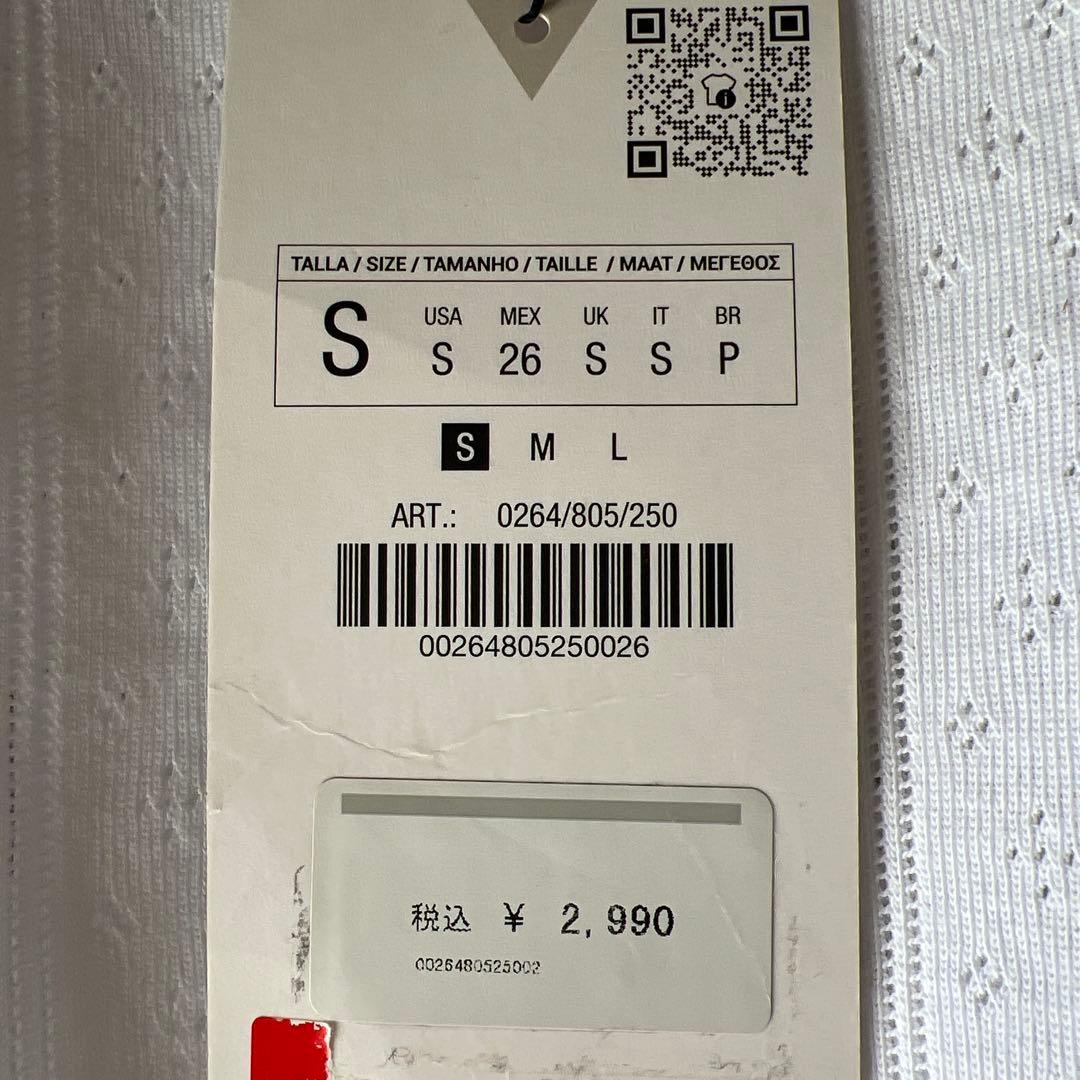 TALLA / SIZE / TAMANHO / TAILLE / MAAT / ΜΕΓΕΘΟΣ
S
USA MEX UK IT BR
S 26 S S P
S M L
ART.: 0264/805/250
00264805250026
税込 ¥ 2,990
0026480525002